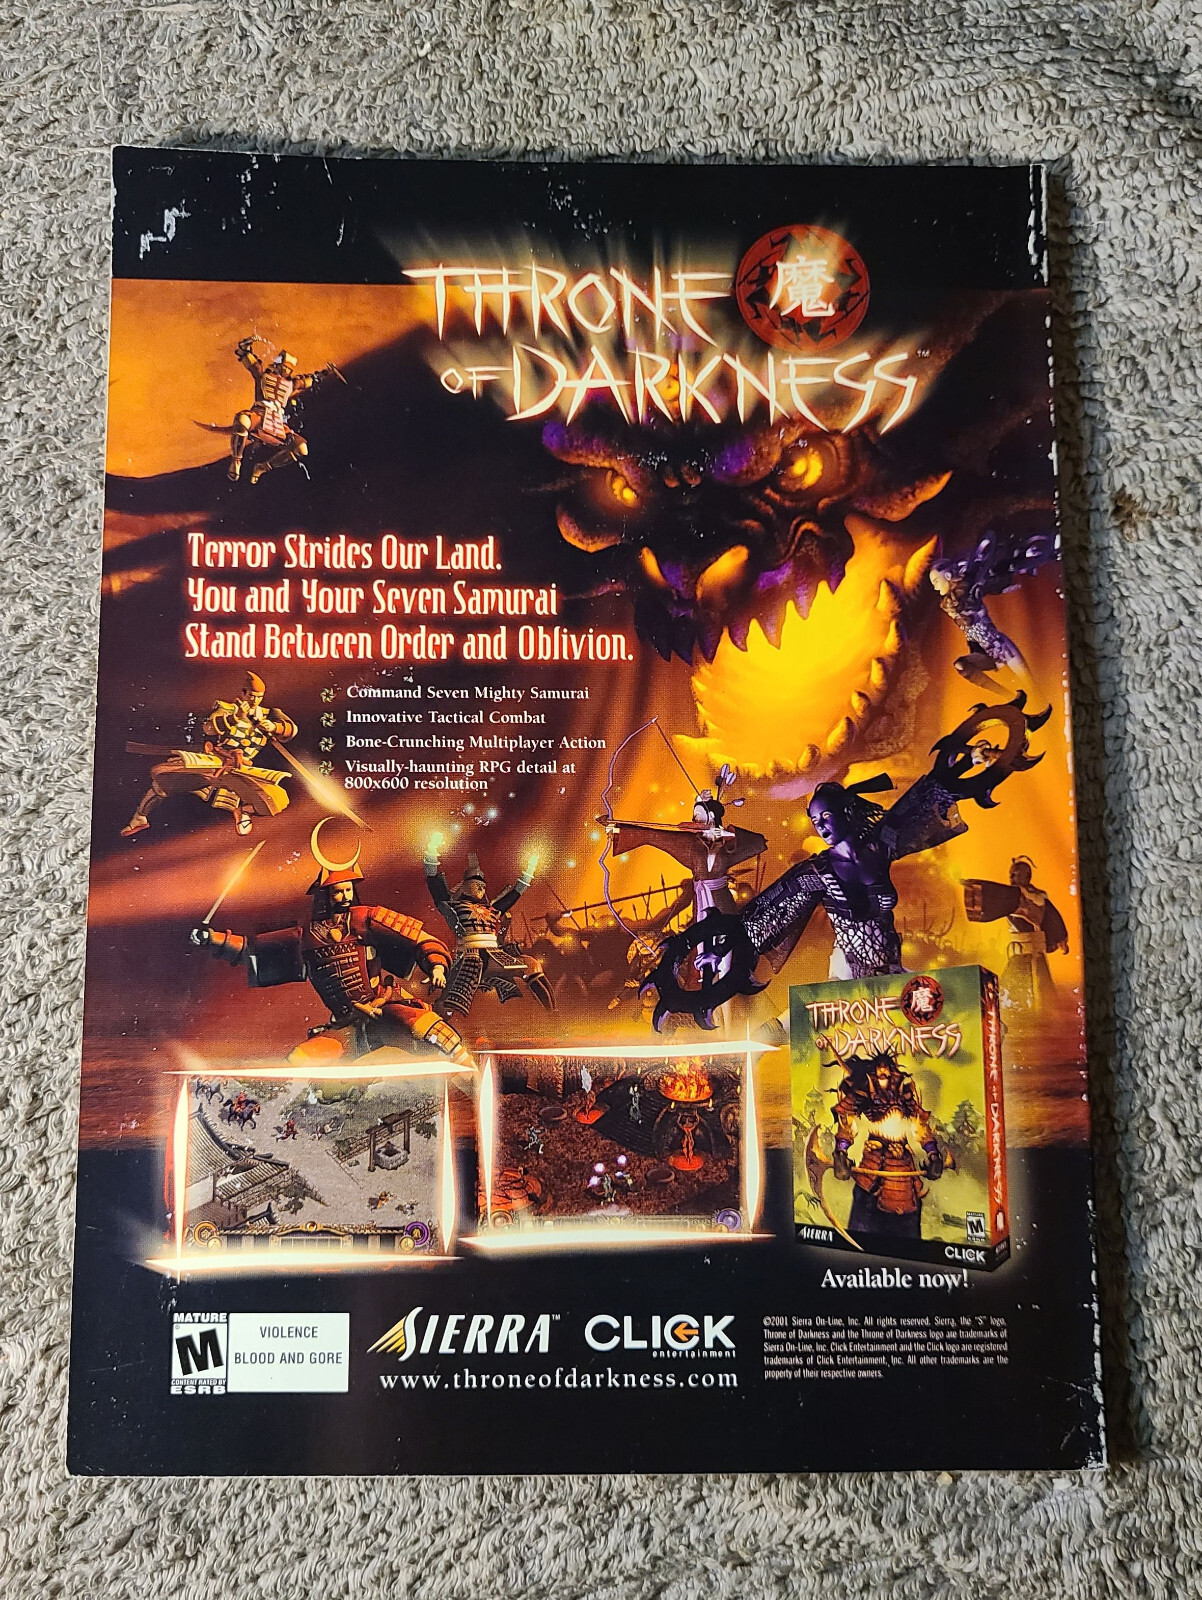 THRONE 魔
OF DARKNESS™
Terror Strides Our Land.
You and Your Seven Samurai
Stand Between Order and Oblivion.
Command Seven Mighty Samurai
Innovative Tactical Combat
Bone-Crunching Multiplayer Action
Visually-haunting RPG detail at
800x600 resolution
THRONE 魔
OF DARKNESS
THRONE OF DARKNESS
SIERRA
MATURE
M
CLICK
Available now!
MATURE
M
CONTENT RATED BY
ESRB
VIOLENCE
BLOOD AND GORE
SIERRA™
CLICK
entertainment
www.throneofdarkness.com
©2001 Sierra On-Line, Inc. All rights reserved. Sierra, the "S" logo,
Throne of Darkness and the Throne of Darkness logo are trademarks of
Sierra On-Line, Inc. Click Entertainment and the Click logo are registered
trademarks of Click Entertainment, Inc. All other trademarks are the
property of their respective owners.